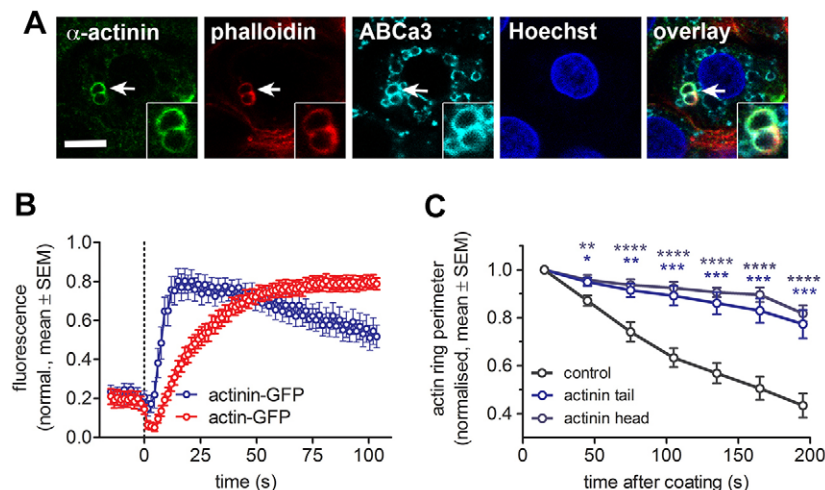 A
α-actinin phalloidin ABCa3 Hoechst overlay
B
fluorescence
(normal., mean ± SEM)
1.0
0.8
0.6
0.4
0.2
0.0
actinin-GFP
actin-GFP
0 25 50 75 100
time (s)
C
actin ring perimeter
(normalised, mean ± SEM)
** **** **** **** **** ****
* ** *** *** *** ***
1.0
0.8
0.6
0.4
control
actinin tail
actinin head
0 50 100 150 200
time after coating (s)